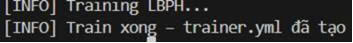 [INFO] Training LBPH...
[INFO] Train xong – trainer.yml đã tạo